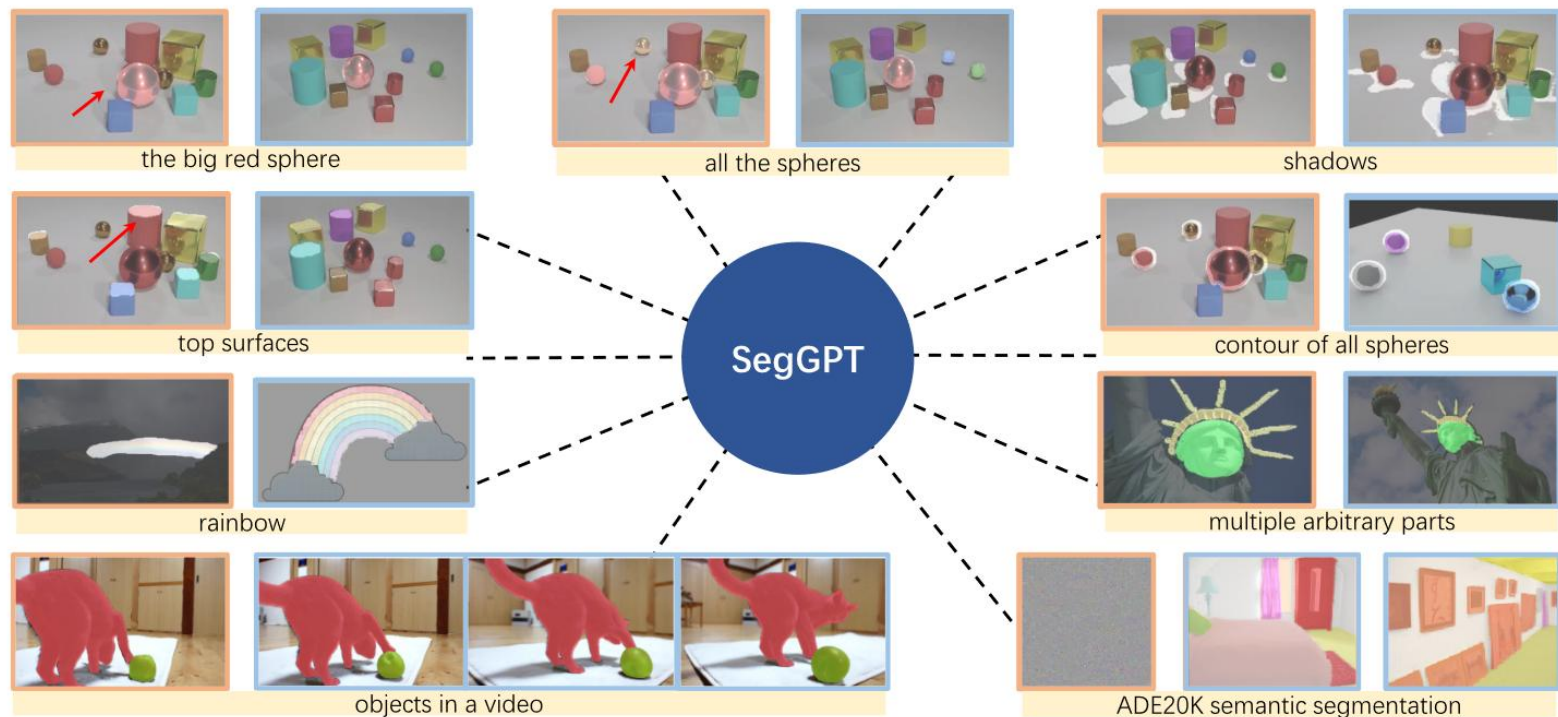 the big red sphere
all the spheres
shadows
top surfaces
SegGPT
contour of all spheres
rainbow
multiple arbitrary parts
objects in a video
ADE20K semantic segmentation